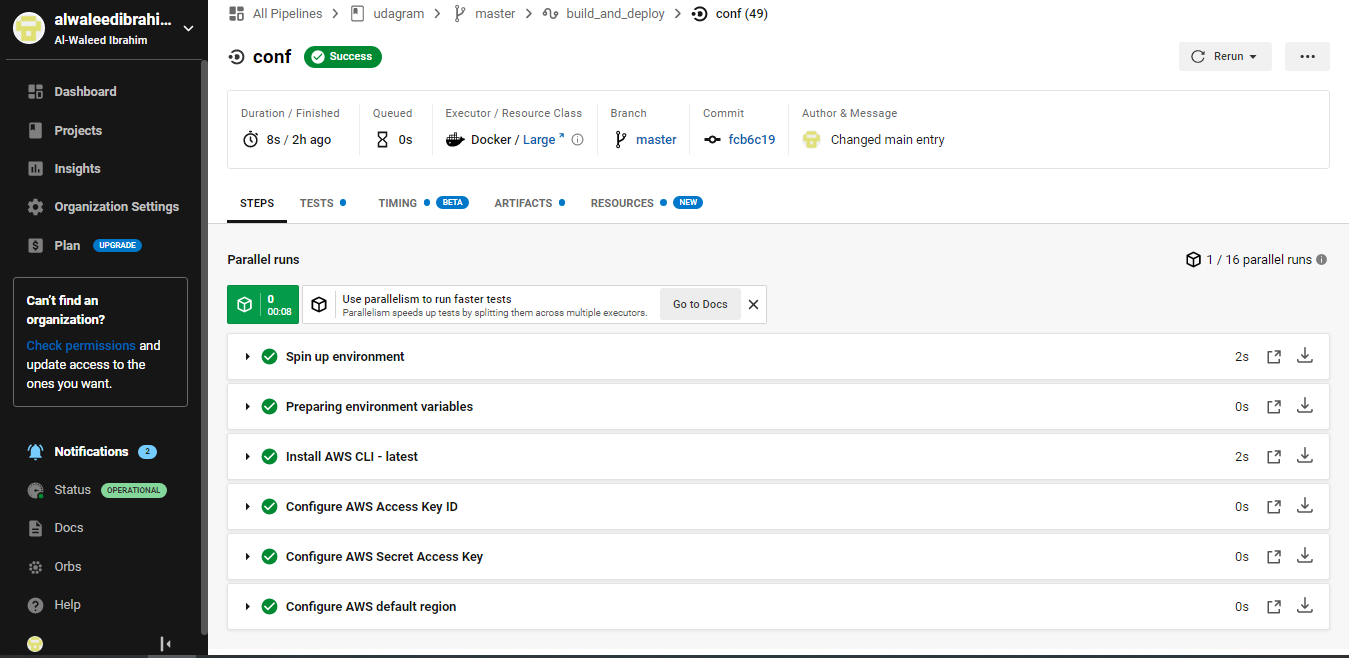 alwaleedibrahi...
Al-Waleed Ibrahim
Dashboard
Projects
Insights
Organization Settings
Plan UPGRADE
Can't find an
organization?
Check permissions and
update access to the
ones you want.
Notifications 2
Status OPERATIONAL
Docs
Orbs
Help
All Pipelines udagram master build_and_deploy conf (49)
conf Success
Rerun
Duration / Finished Queued Executor / Resource Class Branch Commit Author & Message
8s / 2h ago 0s Docker / Large master fcb6c19 Changed main entry
STEPS TESTS TIMING BETA ARTIFACTS RESOURCES NEW
Parallel runs
1 / 16 parallel runs
0
00:08
Use parallelism to run faster tests
Parallelism speeds up tests by splitting them across multiple executors.
Go to Docs
Spin up environment 2s
Preparing environment variables 0s
Install AWS CLI - latest 2s
Configure AWS Access Key ID 0s
Configure AWS Secret Access Key 0s
Configure AWS default region 0s